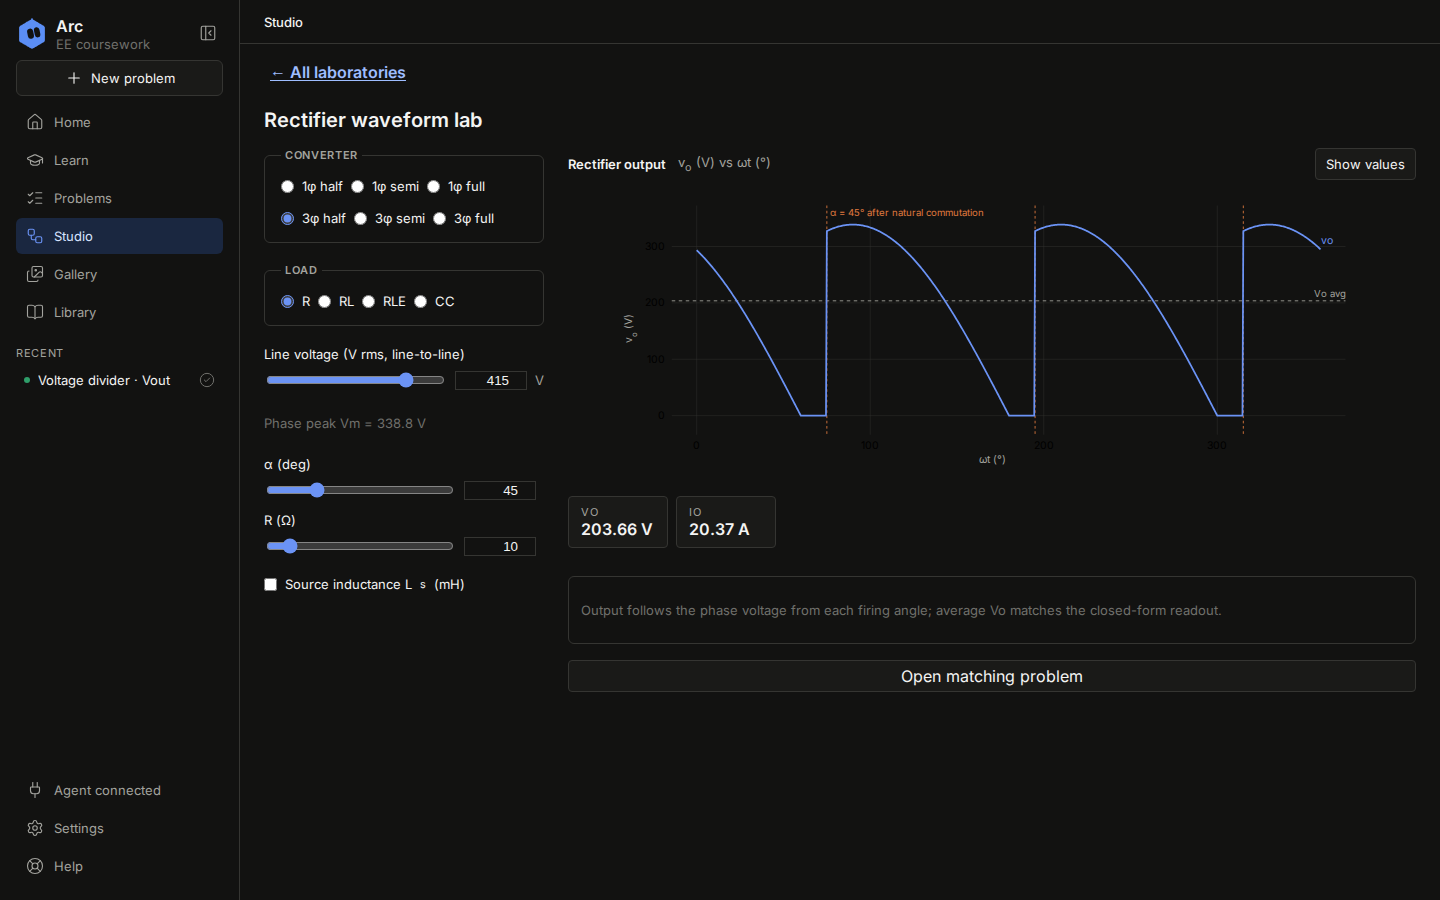 Arc
EE coursework
New problem
Home
Learn
Problems
Studio
Gallery
Library
RECENT
Voltage divider · Vout
Agent connected
Settings
Help
Studio
← All laboratories
Rectifier waveform lab
CONVERTER
1φ half 1φ semi 1φ full
3φ half 3φ semi 3φ full
LOAD
R RL RLE CC
Line voltage (V rms, line-to-line)
415 V
Phase peak Vm = 338.8 V
α (deg)
45
R (Ω)
10
Source inductance L s (mH)
Rectifier output vo (V) vs ωt (°)
Show values
α = 45° after natural commutation
300
vo
200
Vo avg
vo (V)
100
0
0 100 200 300
ωt (°)
VO
203.66 V
IO
20.37 A
Output follows the phase voltage from each firing angle; average Vo matches the closed-form readout.
Open matching problem